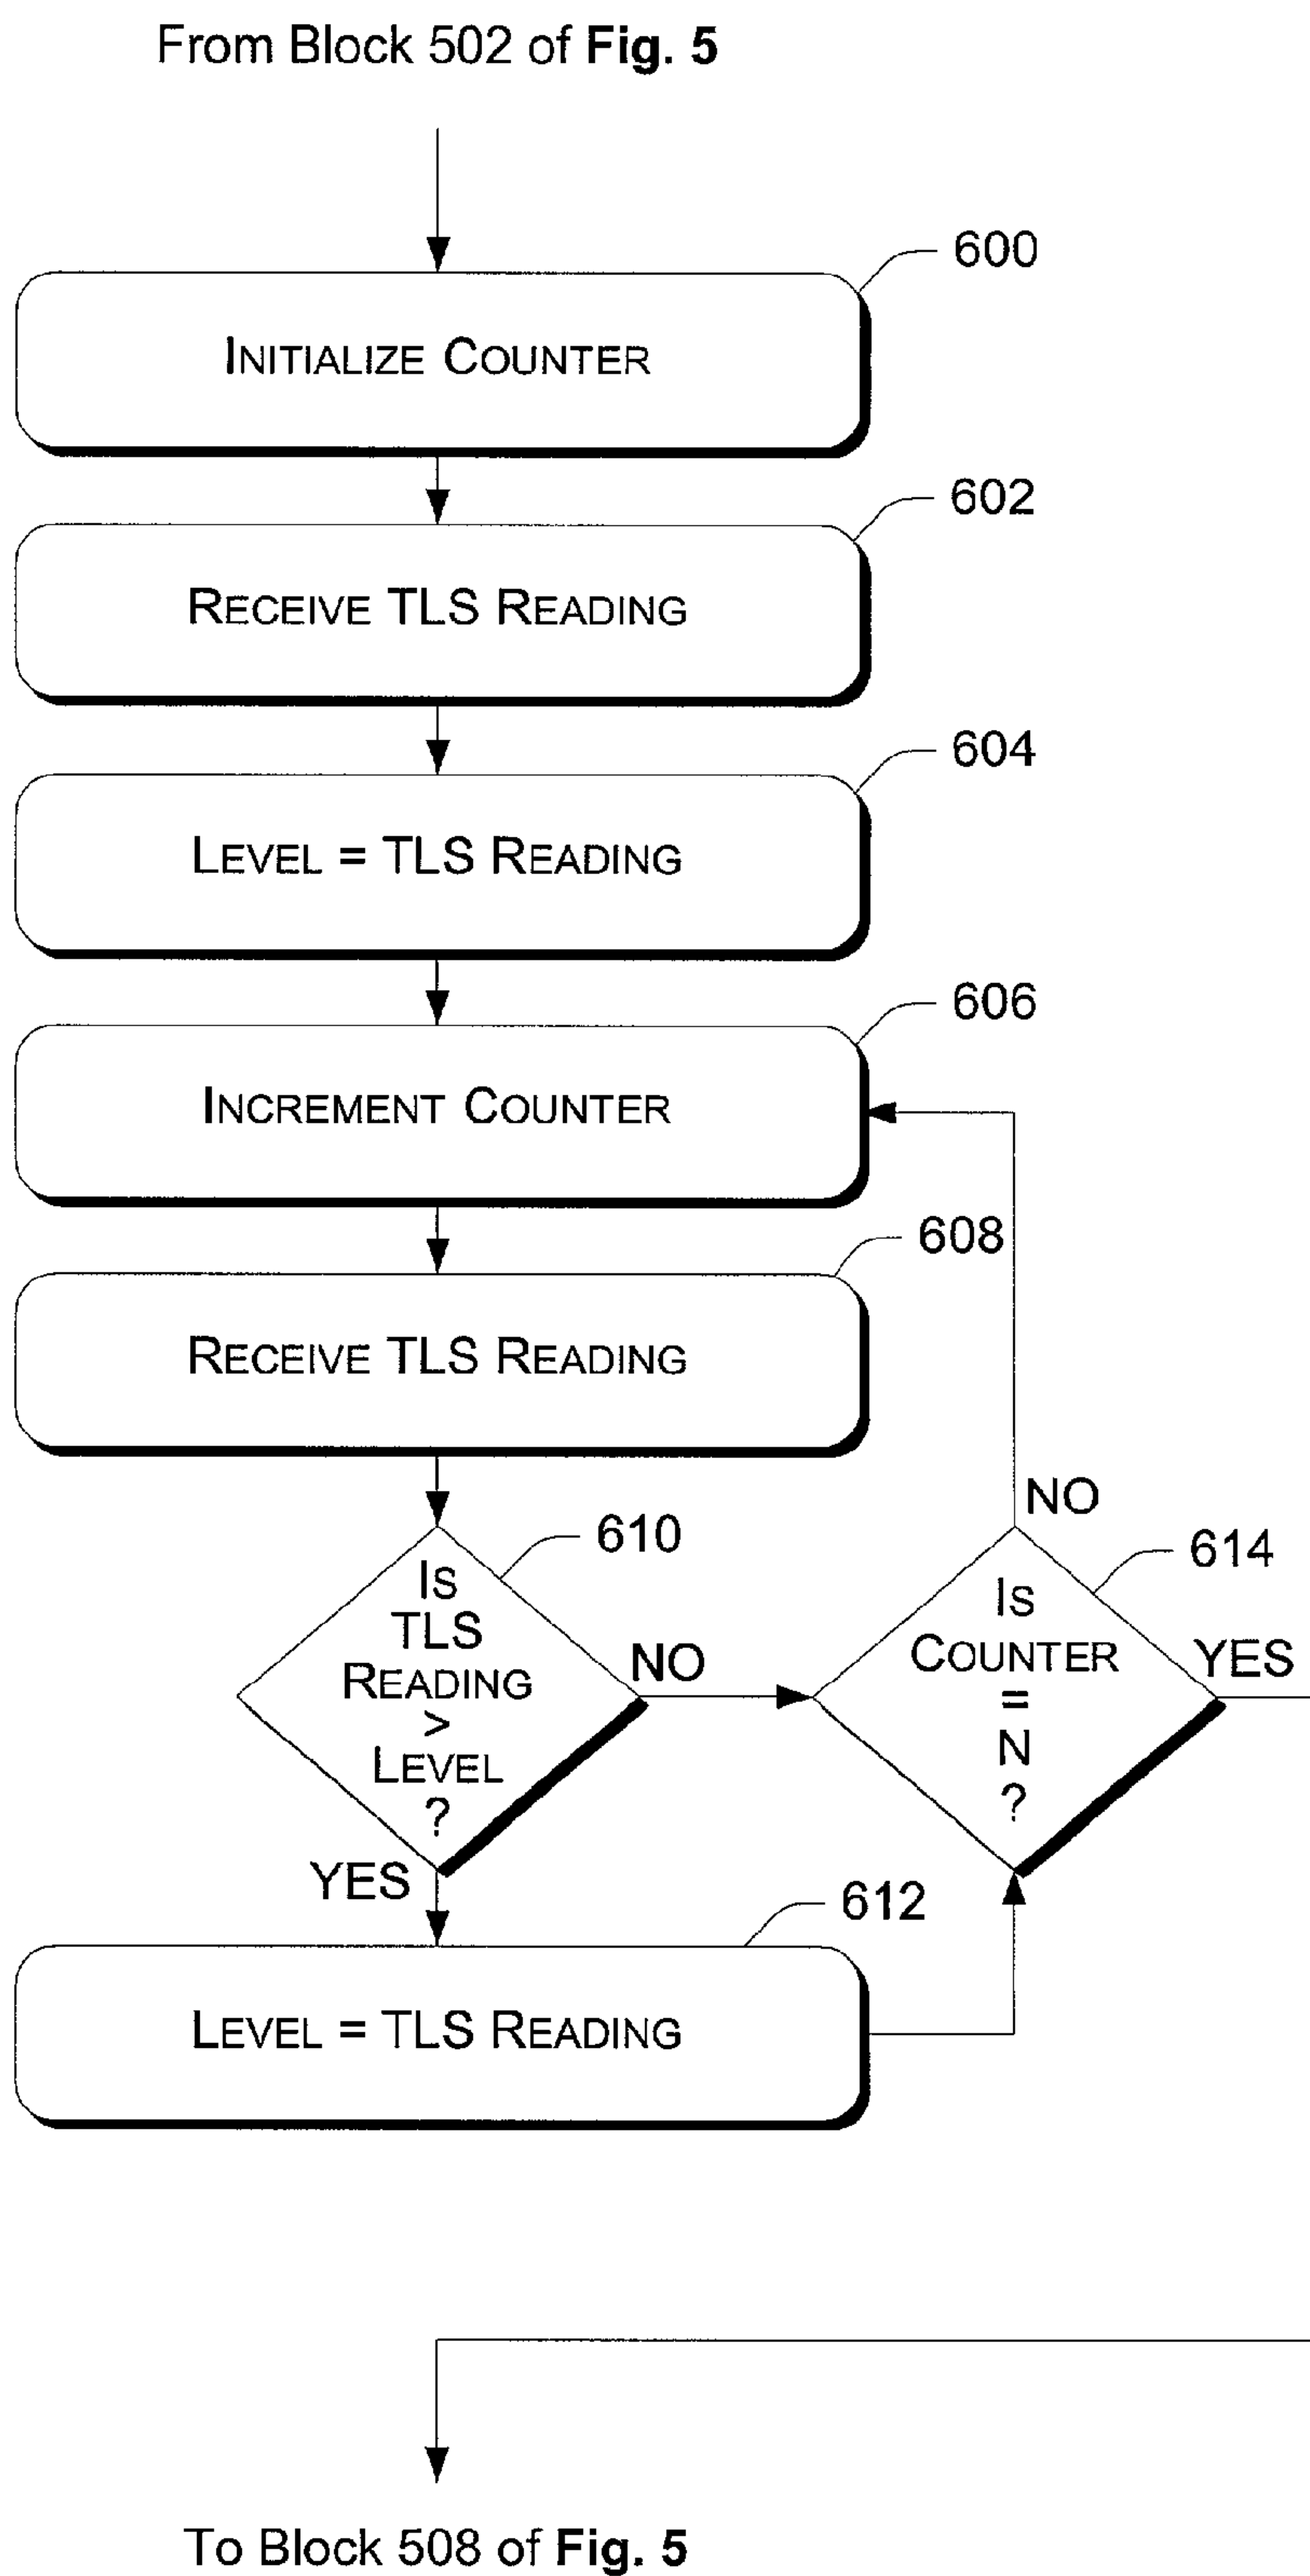 From Block 502 of Fig. 5
600
INITIALIZE COUNTER
602
RECEIVE TLS READING
604
LEVEL = TLS READING
606
INCREMENT COUNTER
608
RECEIVE TLS READING
610
IS
TLS
READING
>
LEVEL
?
NO
YES
614
IS
COUNTER
=
N
?
NO
YES
612
LEVEL = TLS READING
To Block 508 of Fig. 5